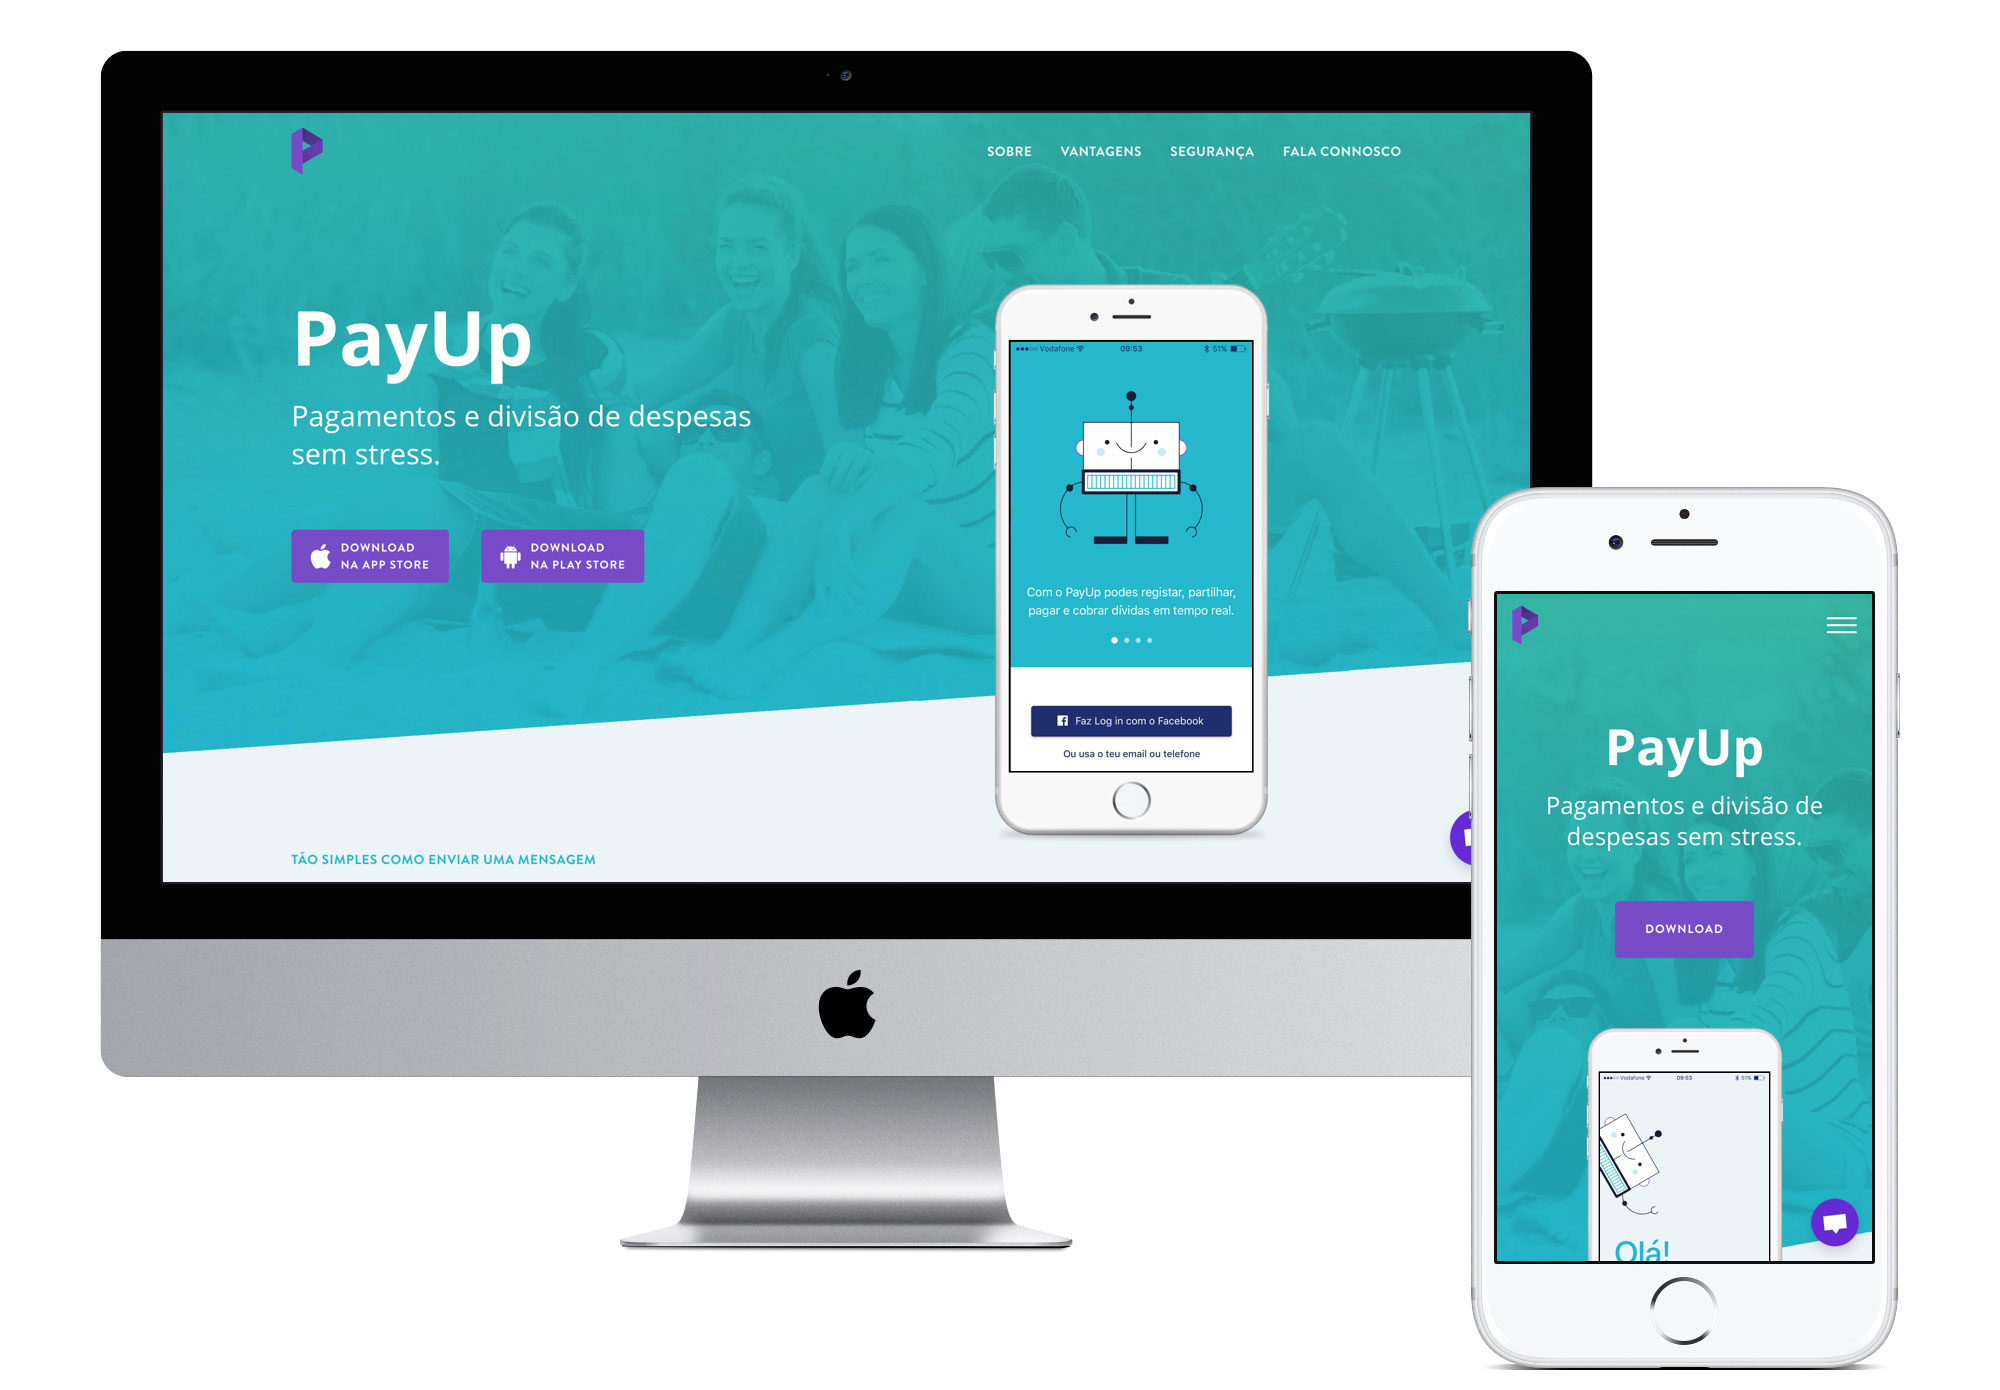 SOBRE VANTAGENS SEGURANÇA FALA CONNOSCO
PayUp
Pagamentos e divisão de despesas
sem stress.
DOWNLOAD
NA APP STORE
DOWNLOAD
NA PLAY STORE
Vodafone 09:53 51%
Com o PayUp podes registar, partilhar,
pagar e cobrar dívidas em tempo real.
Faz Log in com o Facebook
Ou usa o teu email ou telefone
TÃO SIMPLES COMO ENVIAR UMA MENSAGEM
PayUp
Pagamentos e divisão de
despesas sem stress.
DOWNLOAD
Vodafone 09:53 51%
Olá!